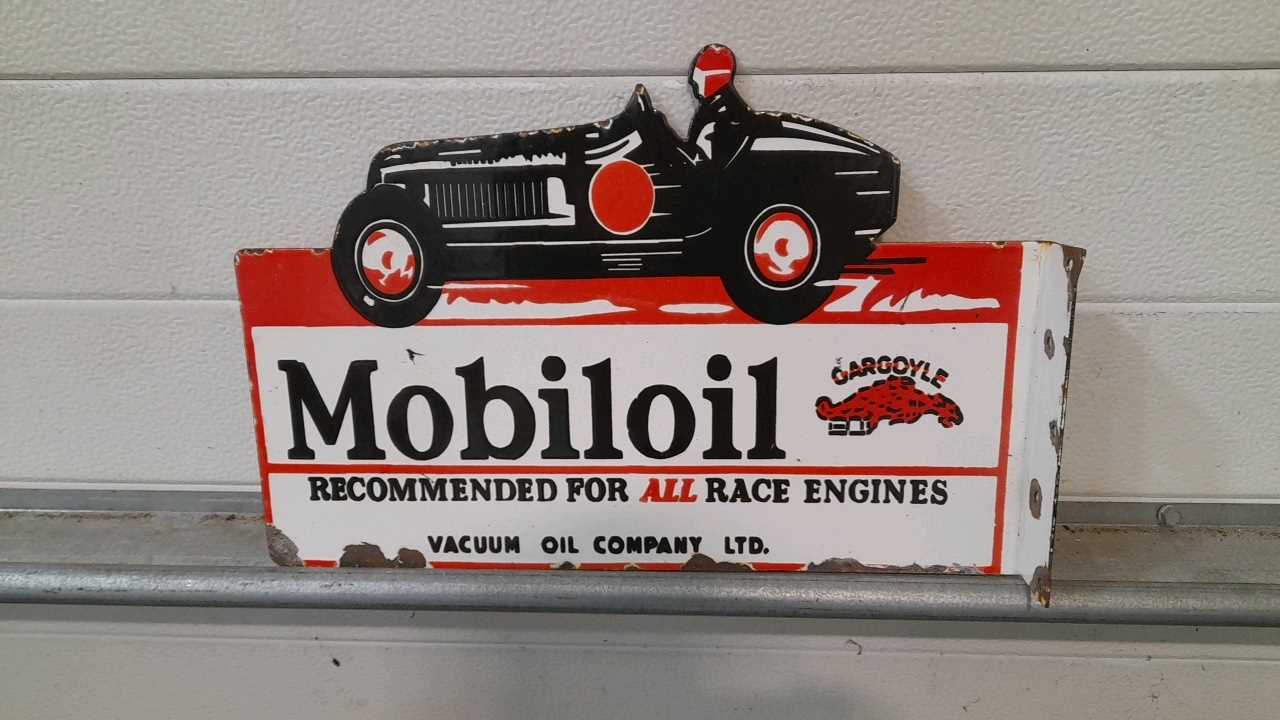 Mobiloil
GARGOYLE
RECOMMENDED FOR ALL RACE ENGINES
VACUUM OIL COMPANY LTD.